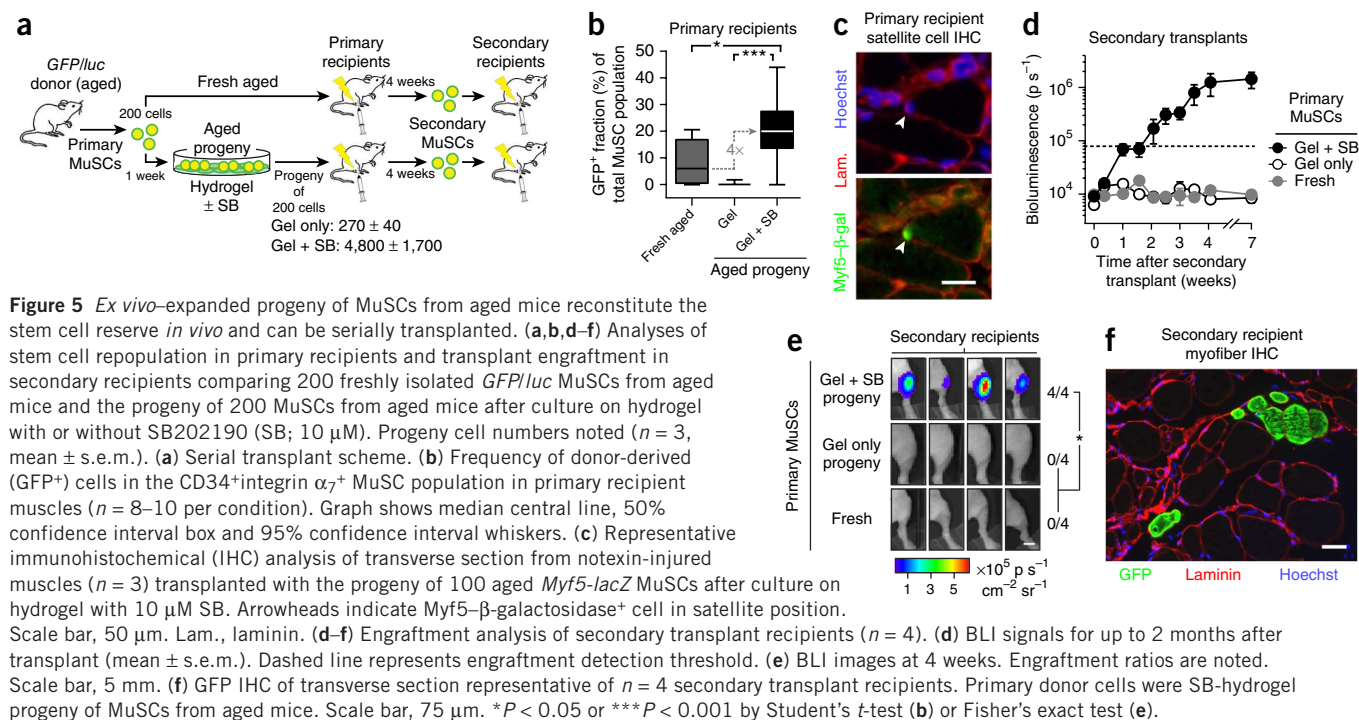 a
GFP/luc
donor (aged)
200 cells
Primary
MuSCs
1 week
Fresh aged
Aged
progeny
Hydrogel
± SB
Progeny of
200 cells
Gel only: 270 ± 40
Gel + SB: 4,800 ± 1,700
Primary
recipients
4 weeks
Secondary
MuSCs
4 weeks
Secondary
recipients
b
Primary recipients
* ***
GFP⁺ fraction (%) of
total MuSC population
50
40
30
20
10
0
4×
Fresh aged
Gel
Gel + SB
Aged progeny
c
Primary recipient
satellite cell IHC
Hoechst
Lam.
Myf5–β-gal
d
Secondary transplants
Bioluminescence (p s⁻¹)
10⁶
10⁵
10⁴
0 1 2 3 4 7
Time after secondary
transplant (weeks)
Primary
MuSCs
Gel + SB
Gel only
Fresh
e
Secondary recipients
Primary MuSCs
Gel + SB
progeny
Gel only
progeny
Fresh
4/4
0/4
0/4
*
1 3 5
×10⁵ p s⁻¹
cm⁻² sr⁻¹
f
Secondary recipient
myofiber IHC
GFP Laminin Hoechst
Figure 5 Ex vivo–expanded progeny of MuSCs from aged mice reconstitute the
stem cell reserve in vivo and can be serially transplanted. (a,b,d–f) Analyses of
stem cell repopulation in primary recipients and transplant engraftment in
secondary recipients comparing 200 freshly isolated GFP/luc MuSCs from aged
mice and the progeny of 200 MuSCs from aged mice after culture on hydrogel
with or without SB202190 (SB; 10 μM). Progeny cell numbers noted (n = 3,
mean ± s.e.m.). (a) Serial transplant scheme. (b) Frequency of donor-derived
(GFP⁺) cells in the CD34⁺integrin α₇⁺ MuSC population in primary recipient
muscles (n = 8–10 per condition). Graph shows median central line, 50%
confidence interval box and 95% confidence interval whiskers. (c) Representative
immunohistochemical (IHC) analysis of transverse section from notexin-injured
muscles (n = 3) transplanted with the progeny of 100 aged Myf5-lacZ MuSCs after culture on
hydrogel with 10 μM SB. Arrowheads indicate Myf5–β-galactosidase⁺ cell in satellite position.
Scale bar, 50 μm. Lam., laminin. (d–f) Engraftment analysis of secondary transplant recipients (n = 4). (d) BLI signals for up to 2 months after
transplant (mean ± s.e.m.). Dashed line represents engraftment detection threshold. (e) BLI images at 4 weeks. Engraftment ratios are noted.
Scale bar, 5 mm. (f) GFP IHC of transverse section representative of n = 4 secondary transplant recipients. Primary donor cells were SB-hydrogel
progeny of MuSCs from aged mice. Scale bar, 75 μm. *P < 0.05 or ***P < 0.001 by Student's t-test (b) or Fisher's exact test (e).